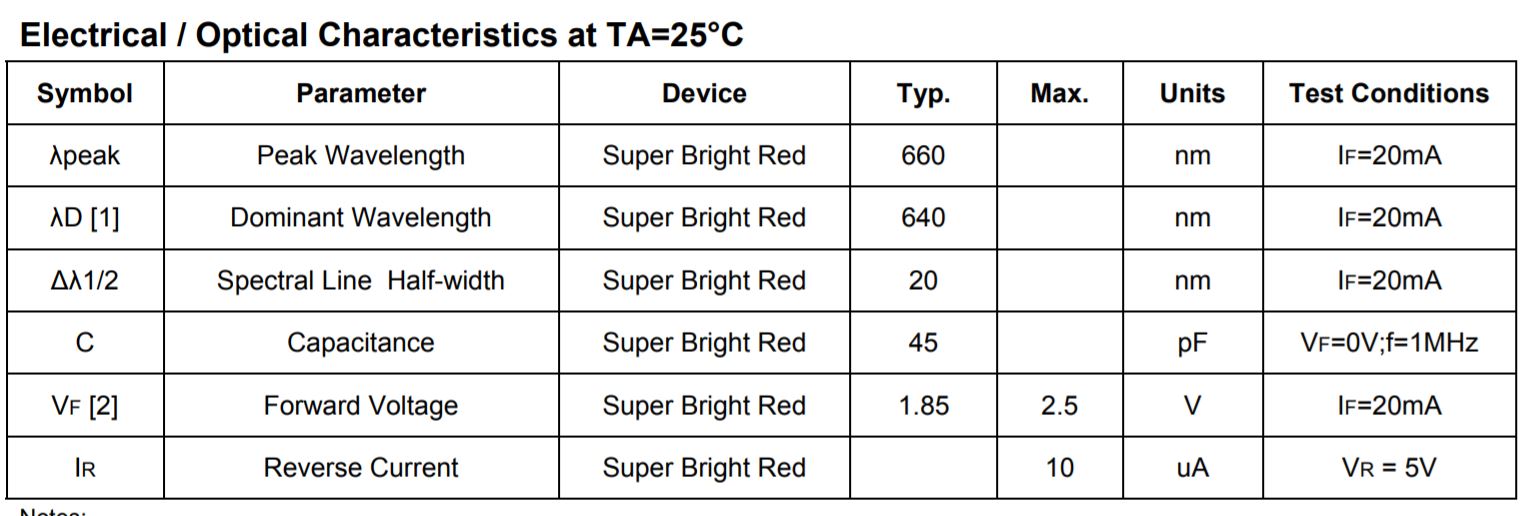 Electrical / Optical Characteristics at TA=25°C
Symbol Parameter Device Typ. Max. Units Test Conditions
λpeak Peak Wavelength Super Bright Red 660 nm IF=20mA
λD [1] Dominant Wavelength Super Bright Red 640 nm IF=20mA
Δλ1/2 Spectral Line Half-width Super Bright Red 20 nm IF=20mA
C Capacitance Super Bright Red 45 pF VF=0V;f=1MHz
VF [2] Forward Voltage Super Bright Red 1.85 2.5 V IF=20mA
IR Reverse Current Super Bright Red 10 uA VR = 5V
Notes: